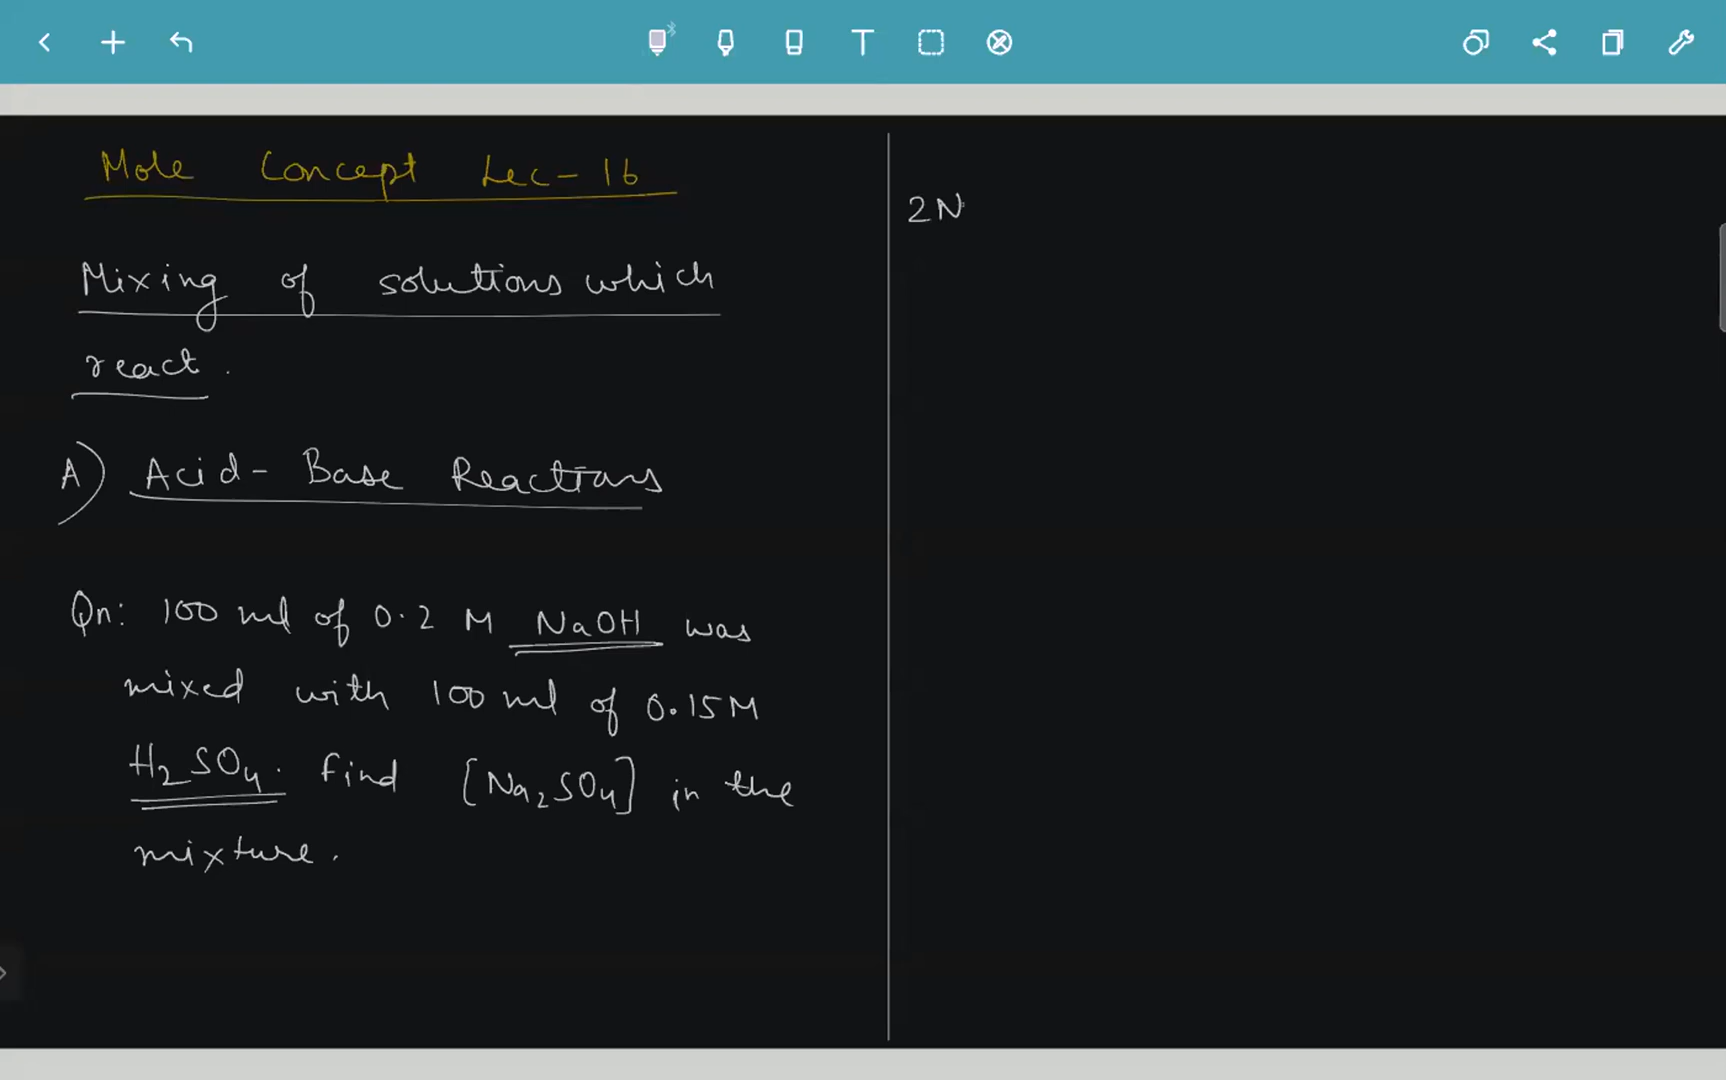 Mole Concept Lec-16
Mixing of solutions which
react.
A) Acid-Base Reactions
Qn: 100 ml of 0.2 M NaOH was
mixed with 100 ml of 0.15M
H₂SO₄. find [Na₂SO₄] in the
mixture.
2N